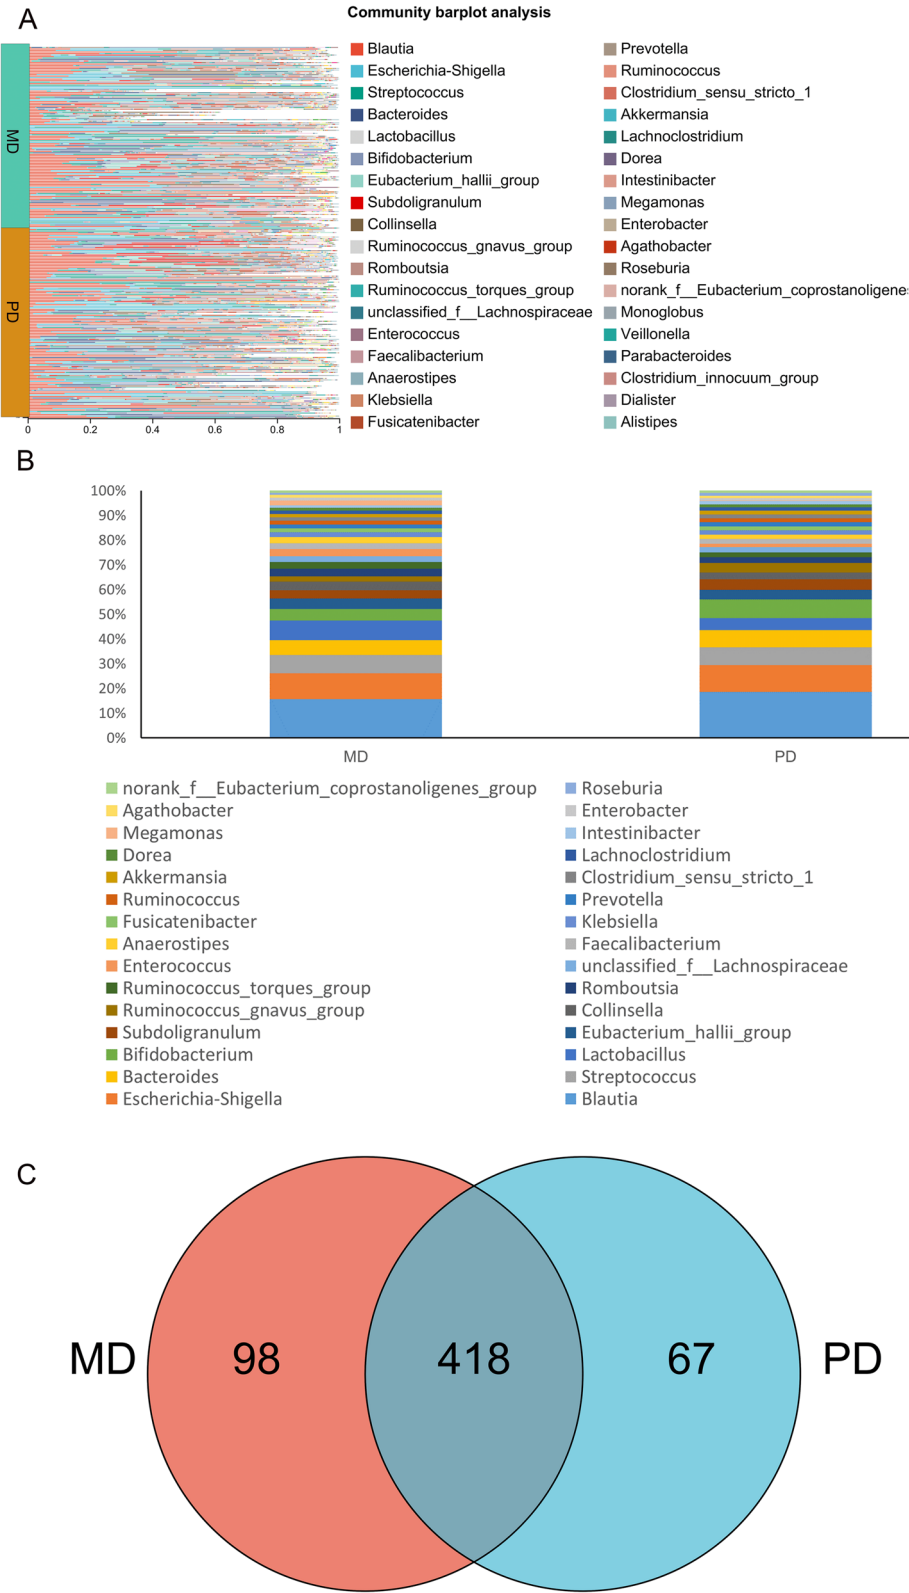 A
Community barplot analysis
MD
PD
0 0.2 0.4 0.6 0.8 1
Blautia
Escherichia-Shigella
Streptococcus
Bacteroides
Lactobacillus
Bifidobacterium
Eubacterium_hallii_group
Subdoligranulum
Collinsella
Ruminococcus_gnavus_group
Romboutsia
Ruminococcus_torques_group
unclassified_f__Lachnospiraceae
Enterococcus
Faecalibacterium
Anaerostipes
Klebsiella
Fusicatenibacter
Prevotella
Ruminococcus
Clostridium_sensu_stricto_1
Akkermansia
Lachnoclostridium
Dorea
Intestinibacter
Megamonas
Enterobacter
Agathobacter
Roseburia
norank_f__Eubacterium_coprostanoligenes
Monoglobus
Veillonella
Parabacteroides
Clostridium_innocuum_group
Dialister
Alistipes
B
100%
90%
80%
70%
60%
50%
40%
30%
20%
10%
0%
MD PD
norank_f__Eubacterium_coprostanoligenes_group
Agathobacter
Megamonas
Dorea
Akkermansia
Ruminococcus
Fusicatenibacter
Anaerostipes
Enterococcus
Ruminococcus_torques_group
Ruminococcus_gnavus_group
Subdoligranulum
Bifidobacterium
Bacteroides
Escherichia-Shigella
Roseburia
Enterobacter
Intestinibacter
Lachnoclostridium
Clostridium_sensu_stricto_1
Prevotella
Klebsiella
Faecalibacterium
unclassified_f__Lachnospiraceae
Romboutsia
Collinsella
Eubacterium_hallii_group
Lactobacillus
Streptococcus
Blautia
C
MD 98 418 67 PD